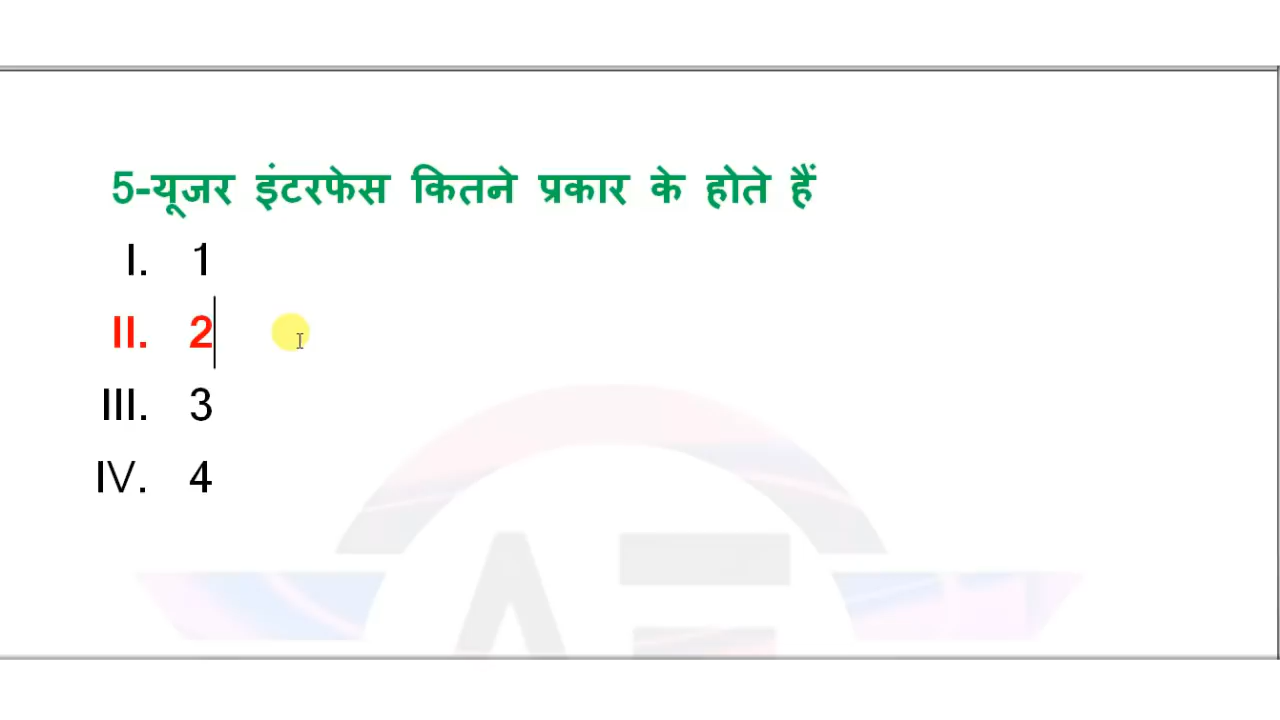 5-यूजर इंटरफेस कितने प्रकार के होते हैं
I. 1
II. 2
III. 3
IV. 4